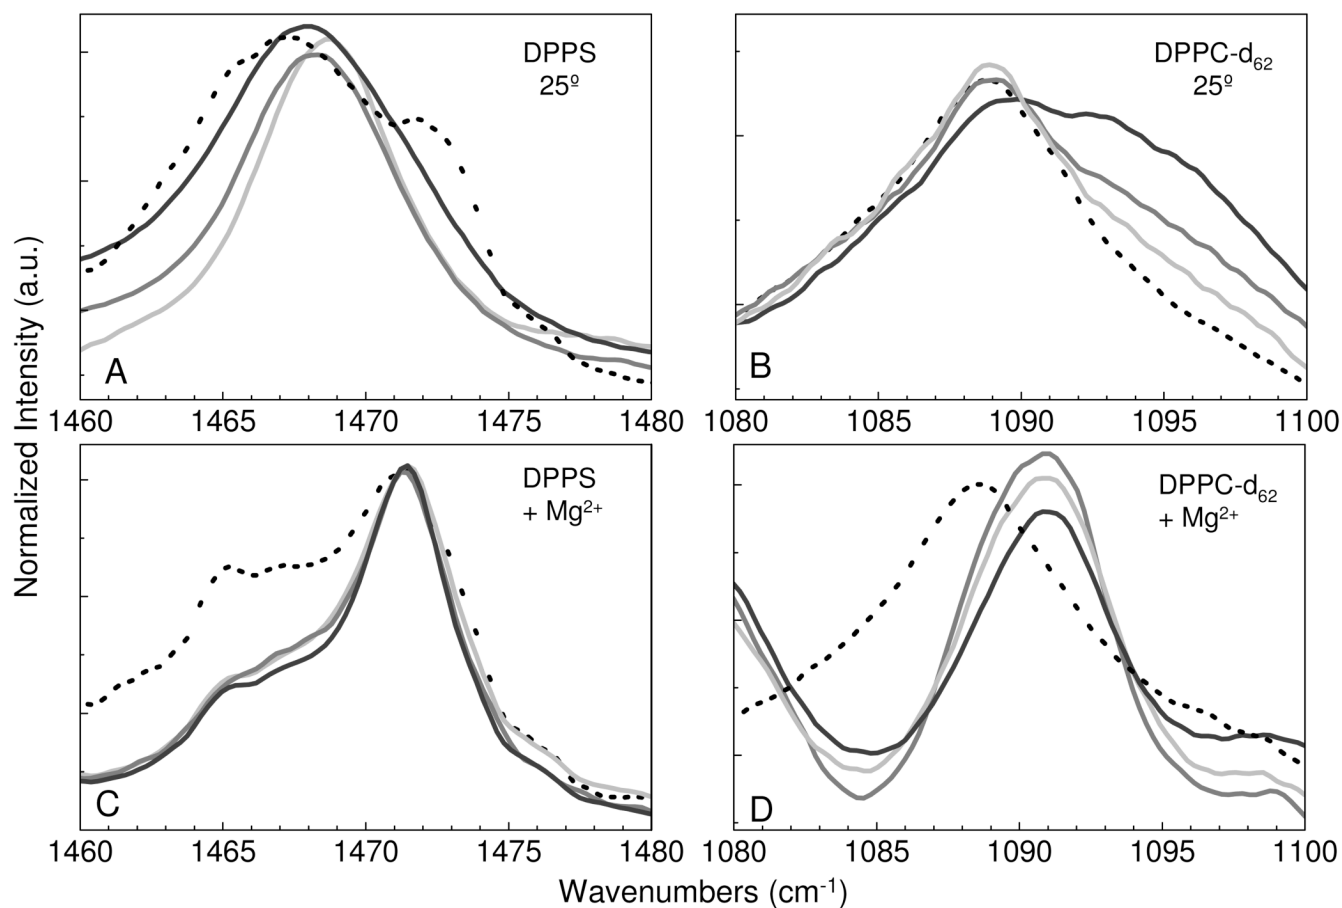 DPPS
25º
A
1460 1465 1470 1475 1480
DPPC-d₆₂
25º
B
1080 1085 1090 1095 1100
Normalized Intensity (a.u.)
DPPS
+ Mg²⁺
C
1460 1465 1470 1475 1480
DPPC-d₆₂
+ Mg²⁺
D
1080 1085 1090 1095 1100
Wavenumbers (cm⁻¹)